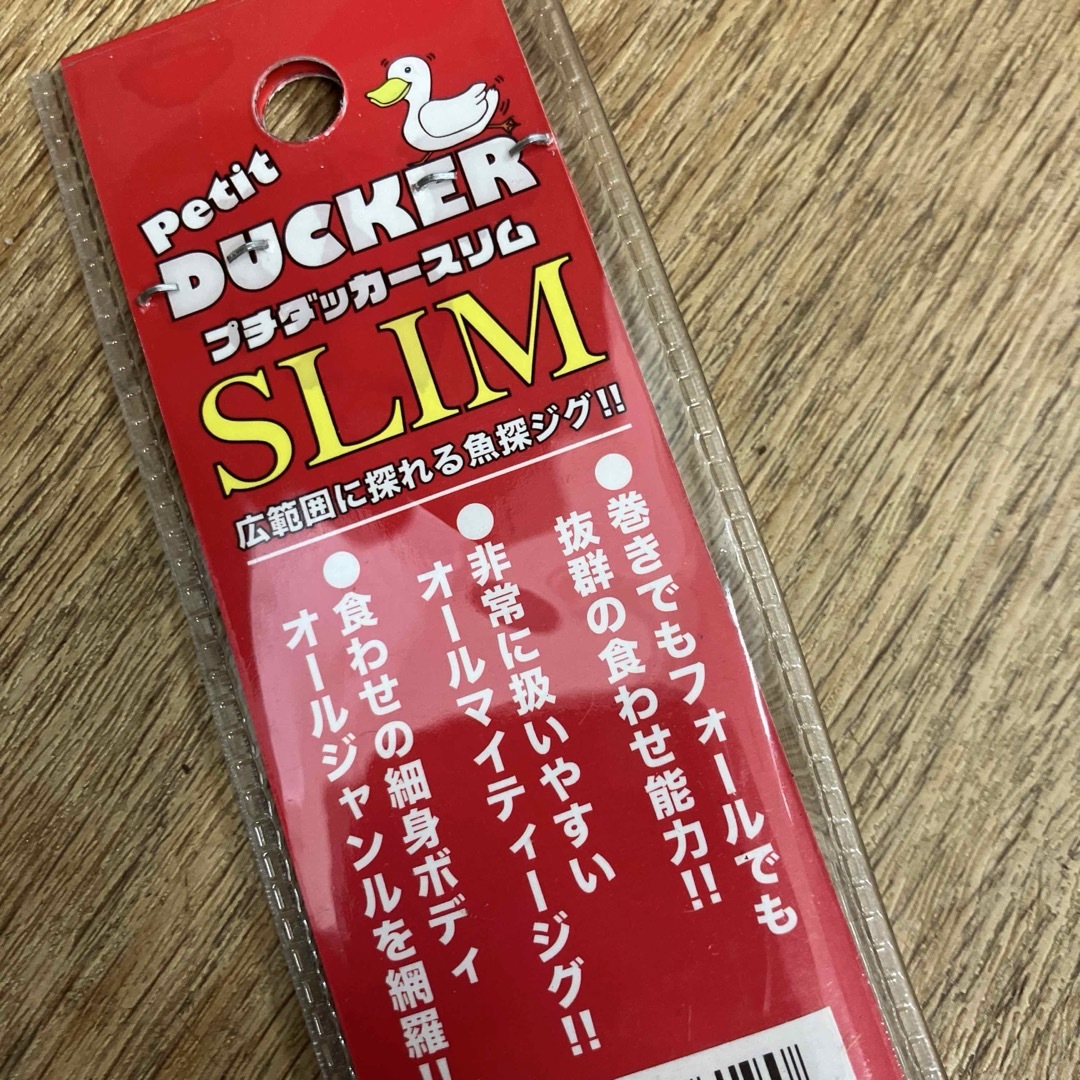 Petit
DUCKER
プチダッカースリム
SLIM
広範囲に探れる魚探ジグ!!
●巻きでもフォールでも
抜群の食わせ能力!!
●非常に扱いやすい
オールマイティージグ!!
●食わせの細身ボディ
オールジャンルを網羅!!